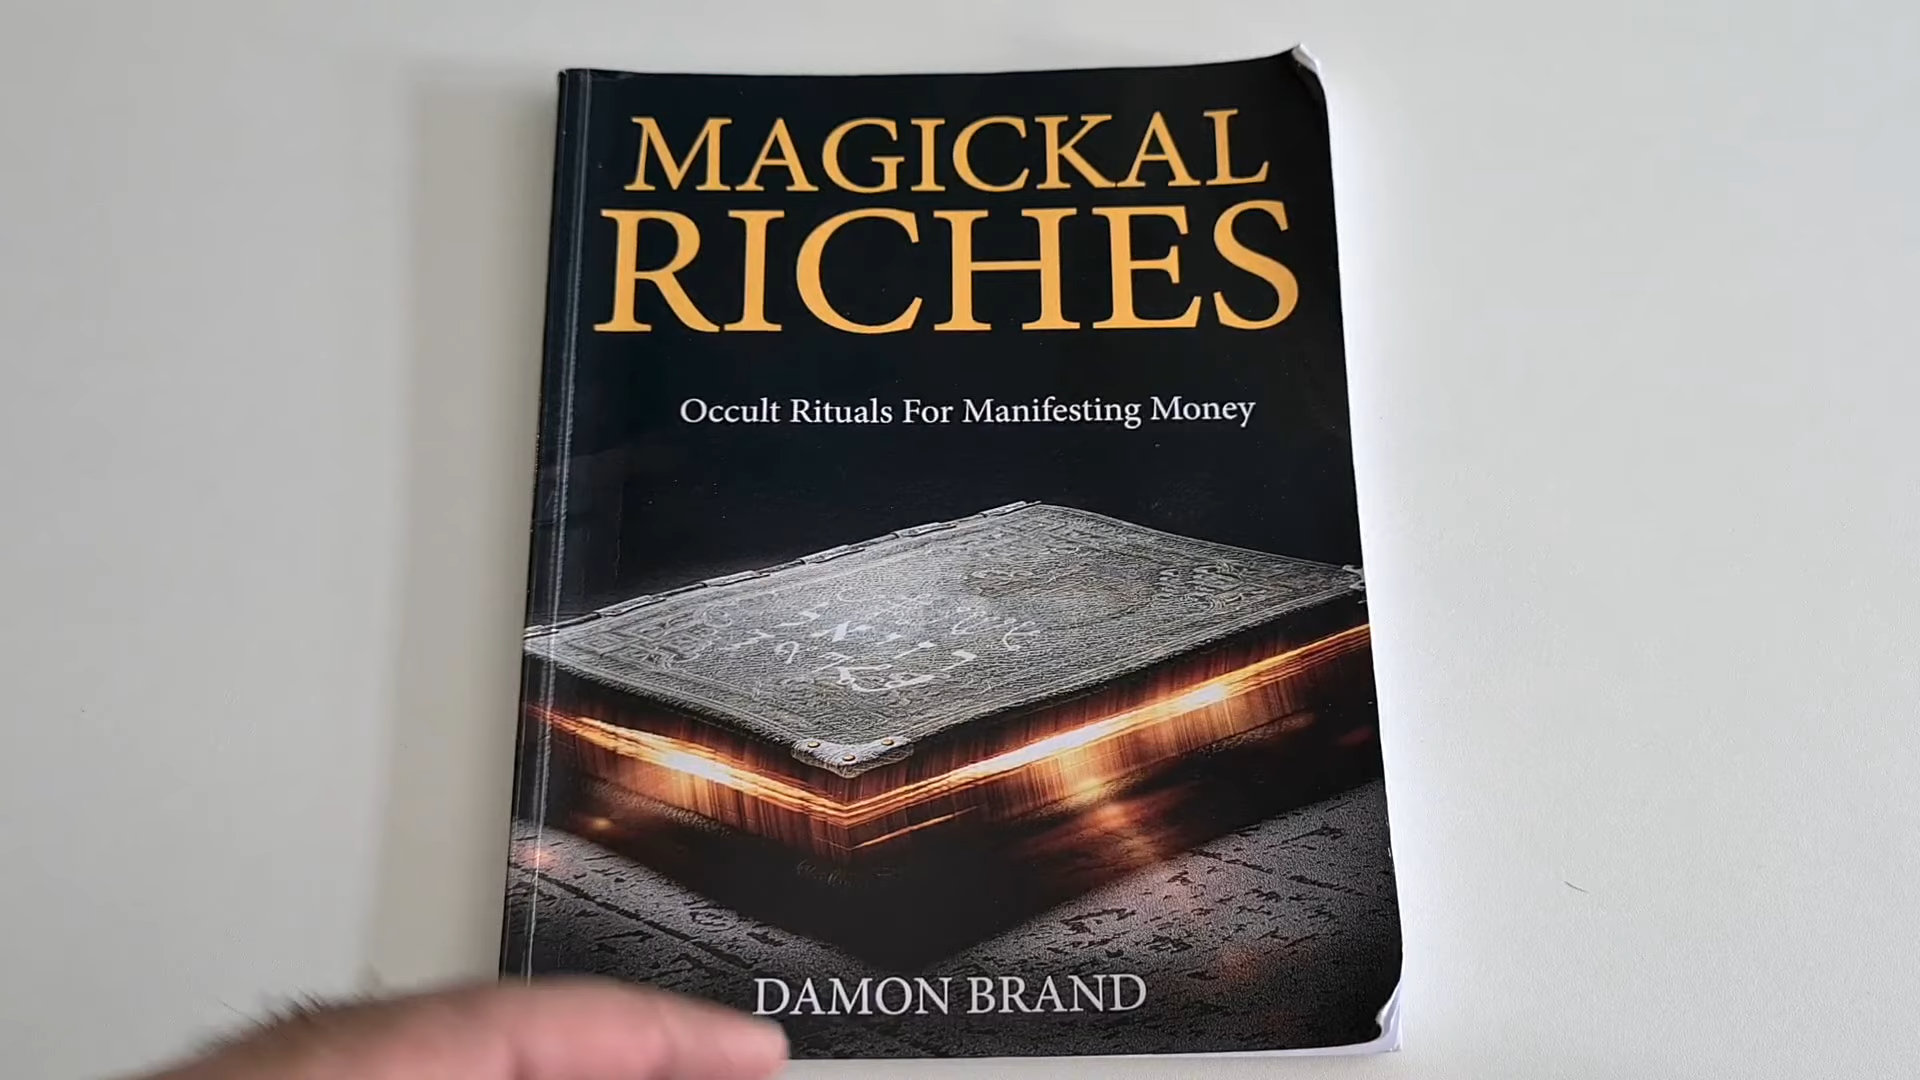 MAGICKAL
RICHES
Occult Rituals For Manifesting Money
DAMON BRAND